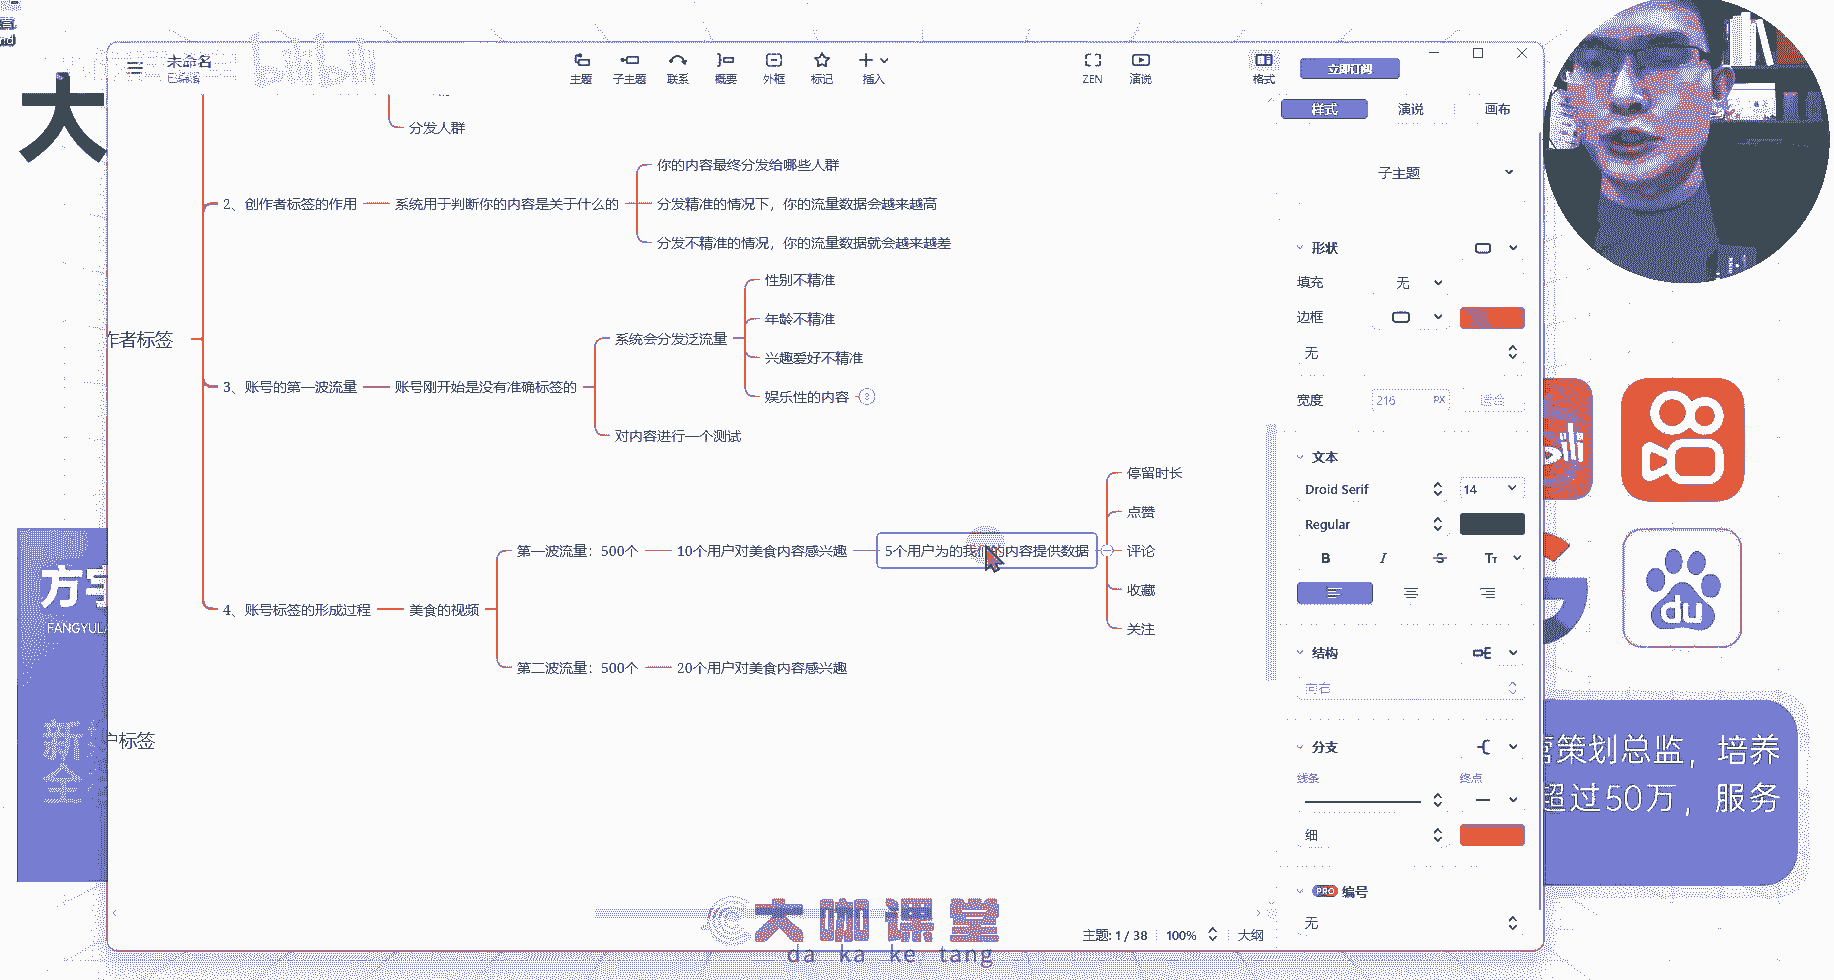 未命名
已编辑
bilibili
主题
子主题
联系
概要
外框
标记
插入
ZEN
演说
格式
立即订阅
样式
演说
画布
大
分发人群
2、创作者标签的作用
系统用于判断你的内容是关于什么的
你的内容最终分发给哪些人群
分发精准的情况下，你的流量数据会越来越高
分发不精准的情况，你的流量数据就会越来越差
作者标签
3、账号的第一波流量
账号刚开始是没有准确标签的
系统会分发泛流量
性别不精准
年龄不精准
兴趣爱好不精准
娱乐性的内容
对内容进行一个测试
4、账号标签的形成过程
美食的视频
第一波流量：500个
10个用户对美食内容感兴趣
5个用户为的我们的内容提供数据
停留时长
点赞
评论
收藏
关注
第二波流量：500个
20个用户对美食内容感兴趣
户标签
子主题
形状
填充
无
边框
无
宽度
216
PX
文本
Droid Serif
14
Regular
B
I
S
Tт
结构
向右
分支
线条
终点
细
PRO
编号
无
主题: 1 / 38
100%
大纲
方宇
FANGYUL
新
全
du
营策划总监，培养
超过50万，服务
大咖课堂
da ka ke tang